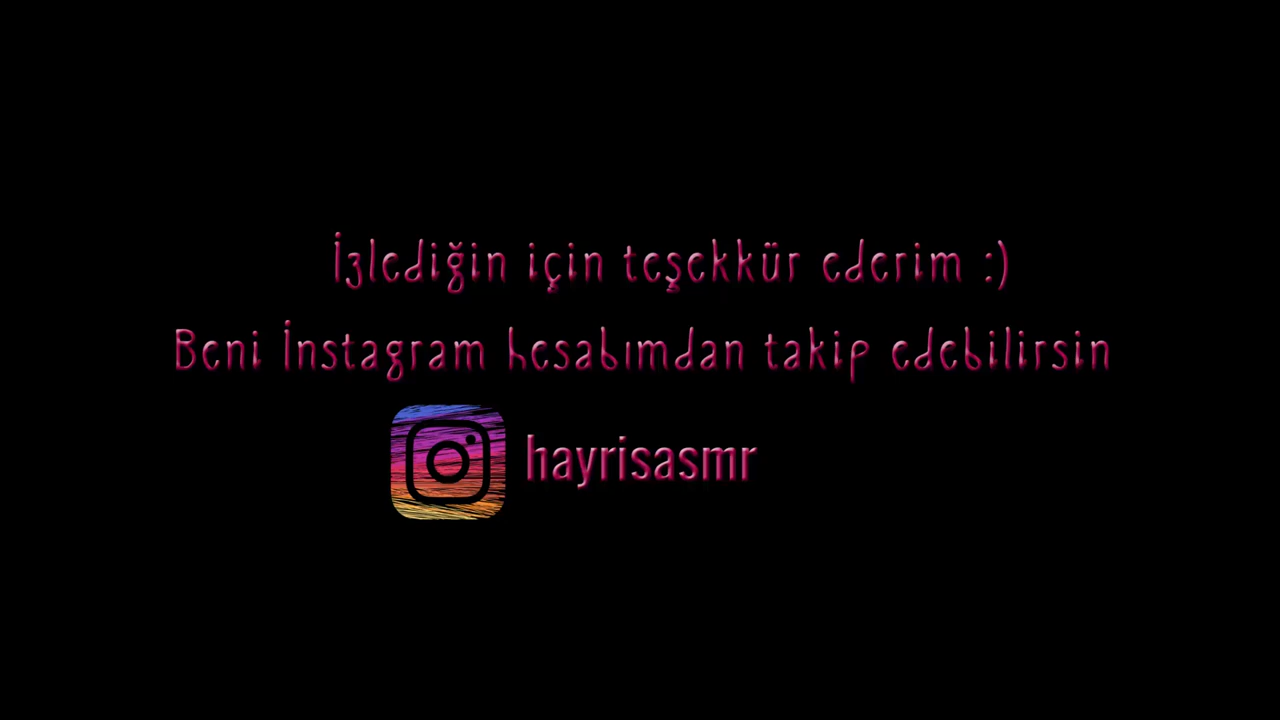 İzlediğin için teşekkür ederim :)
Beni İnstagram hesabımdan takip edebilirsin
hayrisasmr